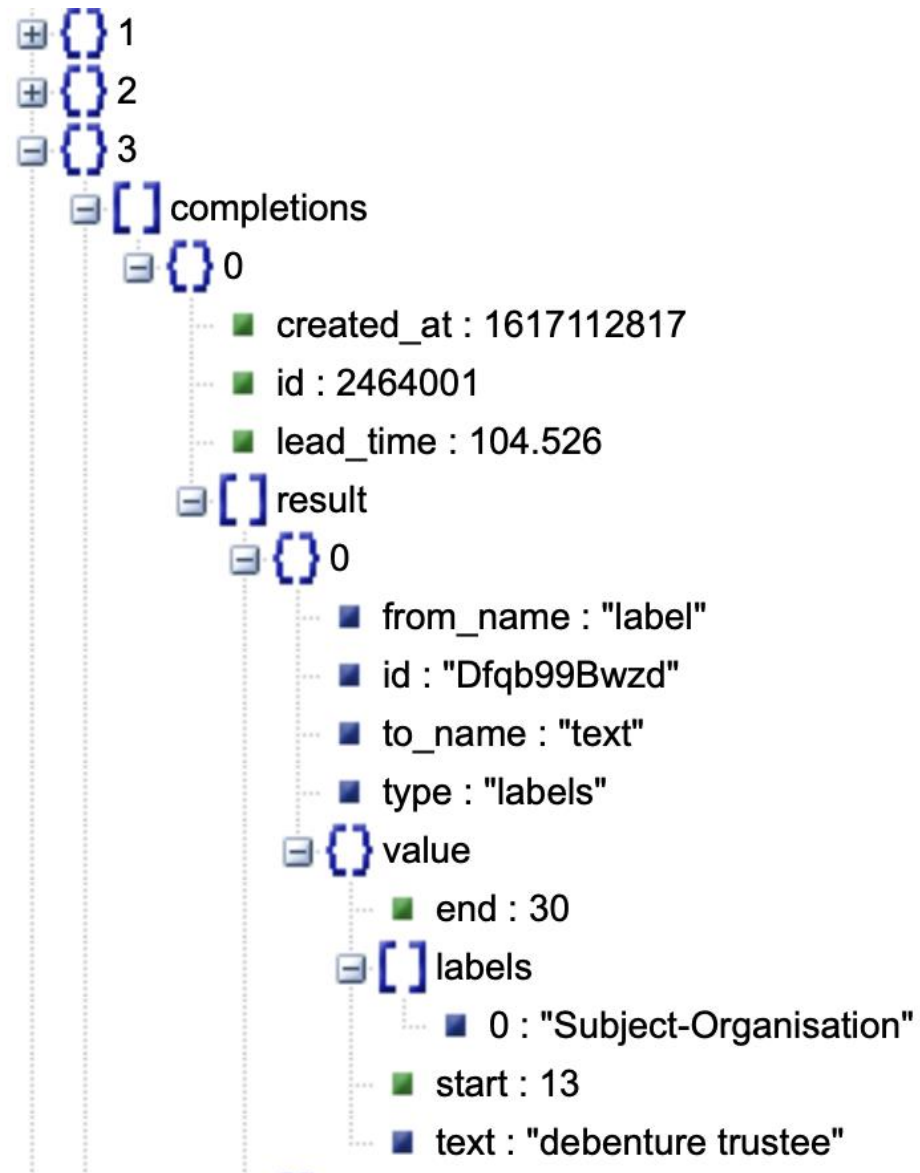 1
2
3
completions
0
created_at : 1617112817
id : 2464001
lead_time : 104.526
result
0
from_name : "label"
id : "Dfqb99Bwzd"
to_name : "text"
type : "labels"
value
end : 30
labels
0 : "Subject-Organisation"
start : 13
text : "debenture trustee"